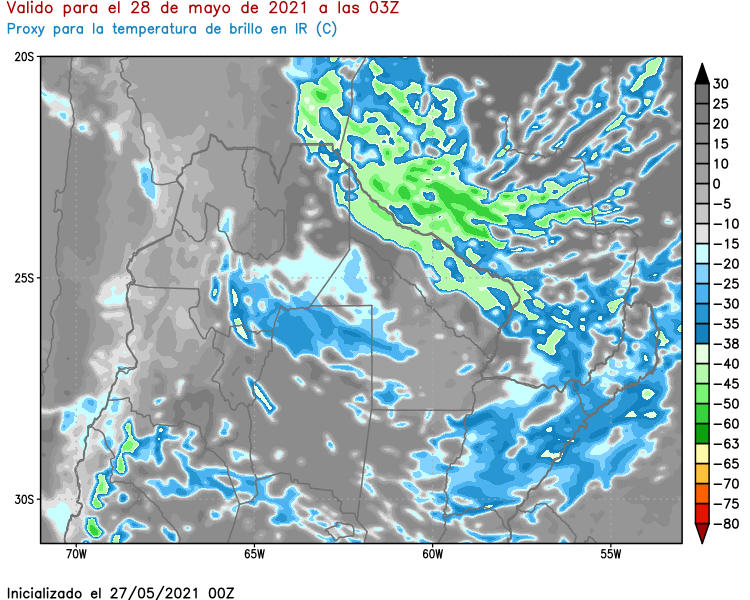 Valido para el 28 de mayo de 2021 a las 03Z
Proxy para la temperatura de brillo en IR (C)
20S
25S
30S
70W
65W
60W
55W
30
25
20
15
10
0
−5
−10
−15
−20
−25
−30
−35
−38
−40
−45
−50
−60
−63
−65
−70
−75
−80
Inicializado el 27/05/2021 00Z